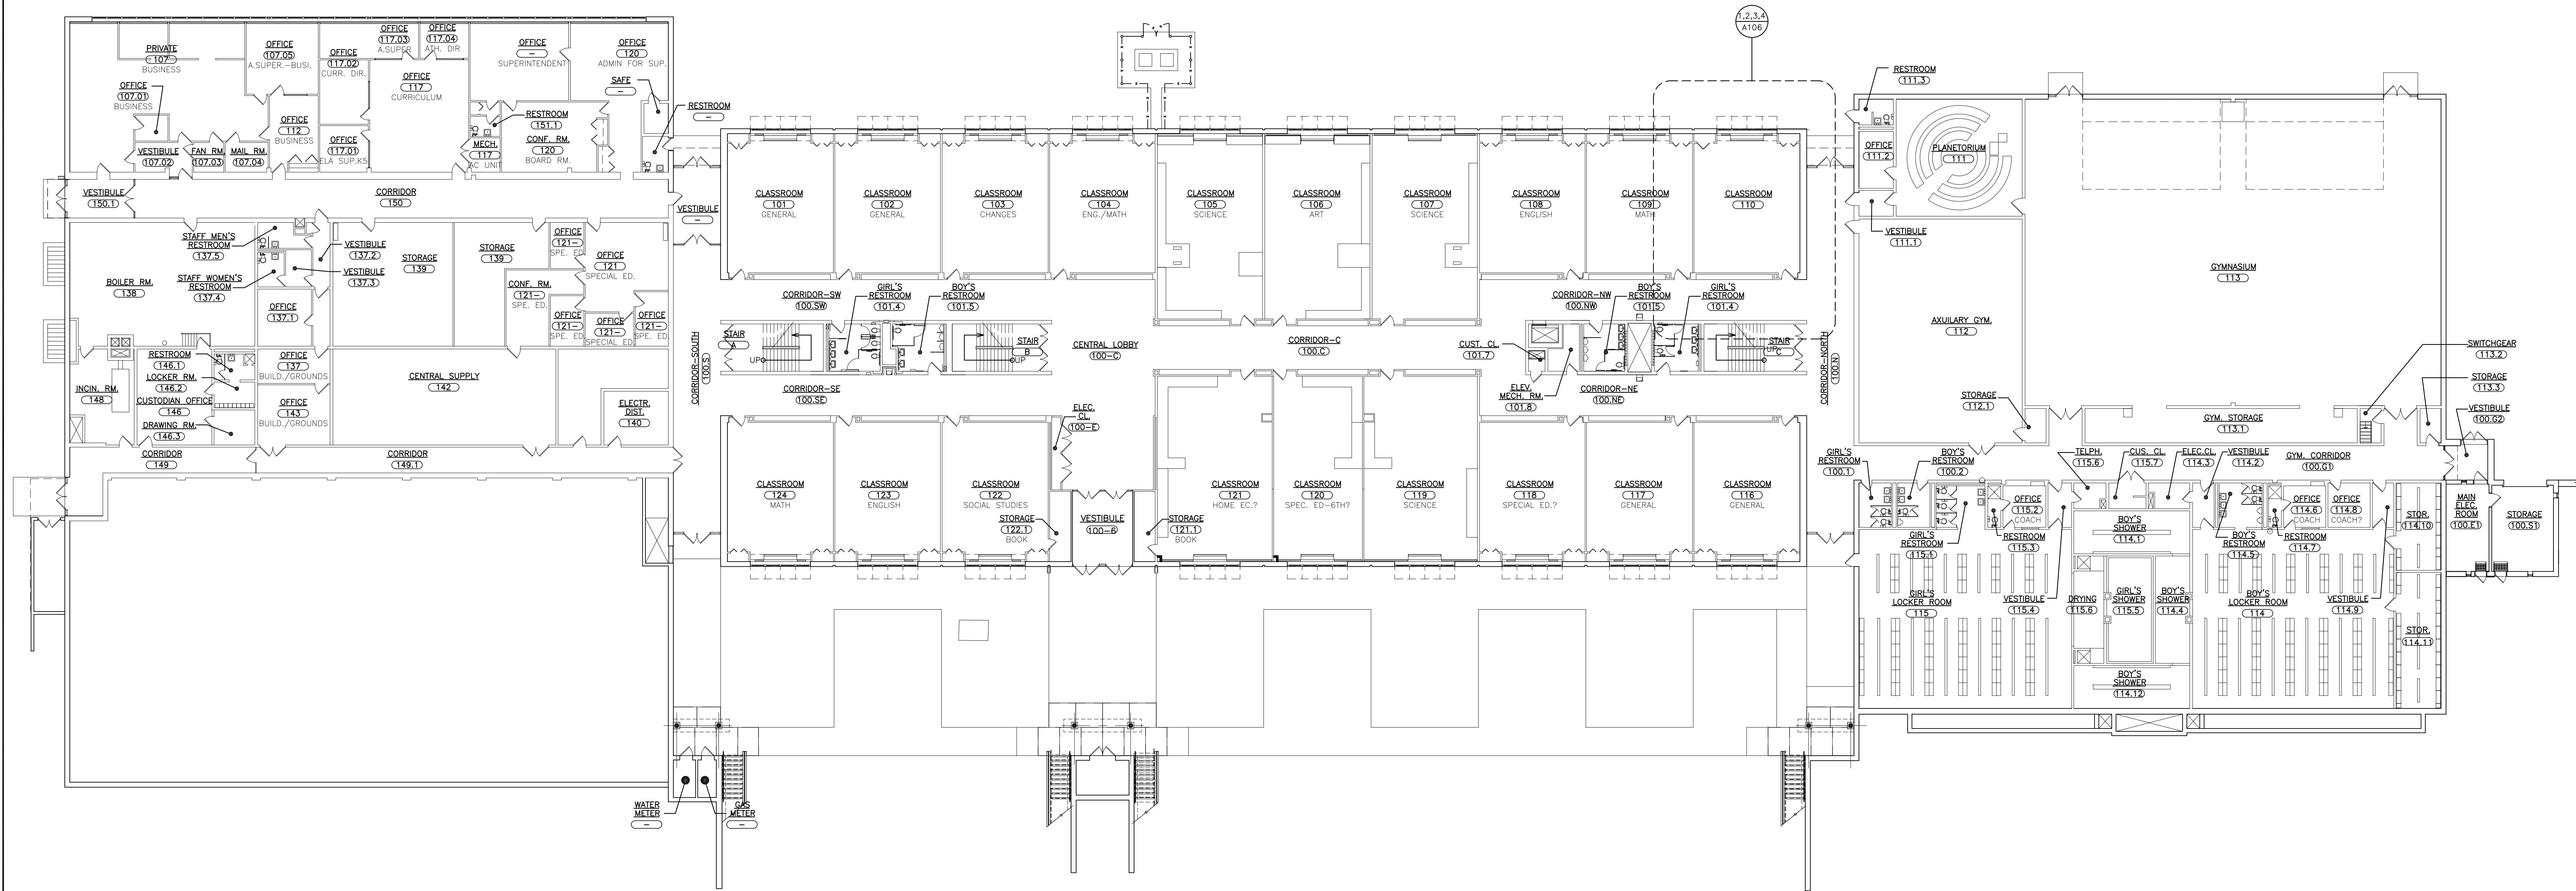 1,2,3,4
A106
PRIVATE
107
BUSINESS
OFFICE
107.05
A.SUPER.-BUSI.
OFFICE
117.02
CURR. DIR.
OFFICE
117.03
A.SUPER
OFFICE
117.04
ATH. DIR
OFFICE
-
SUPERINTENDENT
OFFICE
120
ADMIN FOR SUP.
SAFE
-
RESTROOM
-
OFFICE
107.01
BUSINESS
OFFICE
117
CURRICULUM
OFFICE
112
BUSINESS
RESTROOM
151.1
VESTIBULE
107.02
FAN RM.
107.03
MAIL RM.
107.04
OFFICE
117.01
ELA SUP.K5
MECH.
117
AC UNIT
CONF. RM.
120
BOARD RM.
VESTIBULE
150.1
CORRIDOR
150
VESTIBULE
-
STAFF MEN'S
RESTROOM
137.5
STAFF WOMEN'S
RESTROOM
137.4
VESTIBULE
137.2
VESTIBULE
137.3
BOILER RM.
138
STORAGE
139
STORAGE
139
OFFICE
121-
SPE. ED.
OFFICE
121
SPECIAL ED.
CONF. RM.
121-
SPE. ED.
OFFICE
121-
SPE. ED.
OFFICE
121-
SPECIAL ED.
OFFICE
121-
SPE. ED.
OFFICE
137.1
OFFICE
137
BUILD./GROUNDS
RESTROOM
146.1
LOCKER RM.
146.2
CUSTODIAN OFFICE
146
DRAWING RM.
146.3
INCIN. RM.
148
OFFICE
143
BUILD./GROUNDS
CENTRAL SUPPLY
142
ELECTR.
DIST.
140
CORRIDOR
149
CORRIDOR
149.1
WATER
METER
-
GAS
METER
-
CLASSROOM
101
GENERAL
CLASSROOM
102
GENERAL
CLASSROOM
103
CHANGES
CLASSROOM
104
ENG./MATH
CLASSROOM
105
SCIENCE
CLASSROOM
106
ART
CLASSROOM
107
SCIENCE
CLASSROOM
108
ENGLISH
CLASSROOM
109
MATH
CLASSROOM
110
CORRIDOR-SW
100.SW
GIRL'S
RESTROOM
101.4
BOY'S
RESTROOM
101.5
CORRIDOR-NW
100.NW
BOY'S
RESTROOM
101.5
GIRL'S
RESTROOM
101.4
CORRIDOR-SOUTH
100.S
STAIR
A
UP
STAIR
B
UP
CENTRAL LOBBY
100-C
CORRIDOR-C
100.C
CUST. CL.
101.7
ELEV.
MECH. RM.
101.8
STAIR
C
UP
CORRIDOR-NORTH
100.N
CORRIDOR-SE
100.SE
CORRIDOR-NE
100.NE
ELEC.
CL.
100-E
CLASSROOM
124
MATH
CLASSROOM
123
ENGLISH
CLASSROOM
122
SOCIAL STUDIES
STORAGE
122.1
BOOK
VESTIBULE
100-6
STORAGE
121.1
BOOK
CLASSROOM
121
HOME EC.?
CLASSROOM
120
SPEC. ED-6TH?
CLASSROOM
119
SCIENCE
CLASSROOM
118
SPECIAL ED.?
CLASSROOM
117
GENERAL
CLASSROOM
116
GENERAL
RESTROOM
111.3
OFFICE
111.2
PLANETORIUM
111
VESTIBULE
111.1
GYMNASIUM
113
AXUILARY GYM.
112
STORAGE
112.1
GYM. STORAGE
113.1
SWITCHGEAR
113.2
STORAGE
113.3
VESTIBULE
100.G2
GIRL'S
RESTROOM
100.1
BOY'S
RESTROOM
100.2
TELPH.
115.6
CUS. CL.
115.7
ELEC.CL.
114.3
VESTIBULE
114.2
GYM. CORRIDOR
100.G1
OFFICE
115.2
COACH
OFFICE
114.6
COACH
OFFICE
114.8
COACH?
STOR.
114.10
MAIN
ELEC.
ROOM
100.E1
STORAGE
100.S1
GIRL'S
RESTROOM
115.1
RESTROOM
115.3
BOY'S
SHOWER
114.1
BOY'S
RESTROOM
114.5
RESTROOM
114.7
GIRL'S
LOCKER ROOM
115
VESTIBULE
115.4
DRYING
115.6
GIRL'S
SHOWER
115.5
BOY'S
SHOWER
114.4
BOY'S
LOCKER ROOM
114
VESTIBULE
114.9
STOR.
114.11
BOY'S
SHOWER
114.12